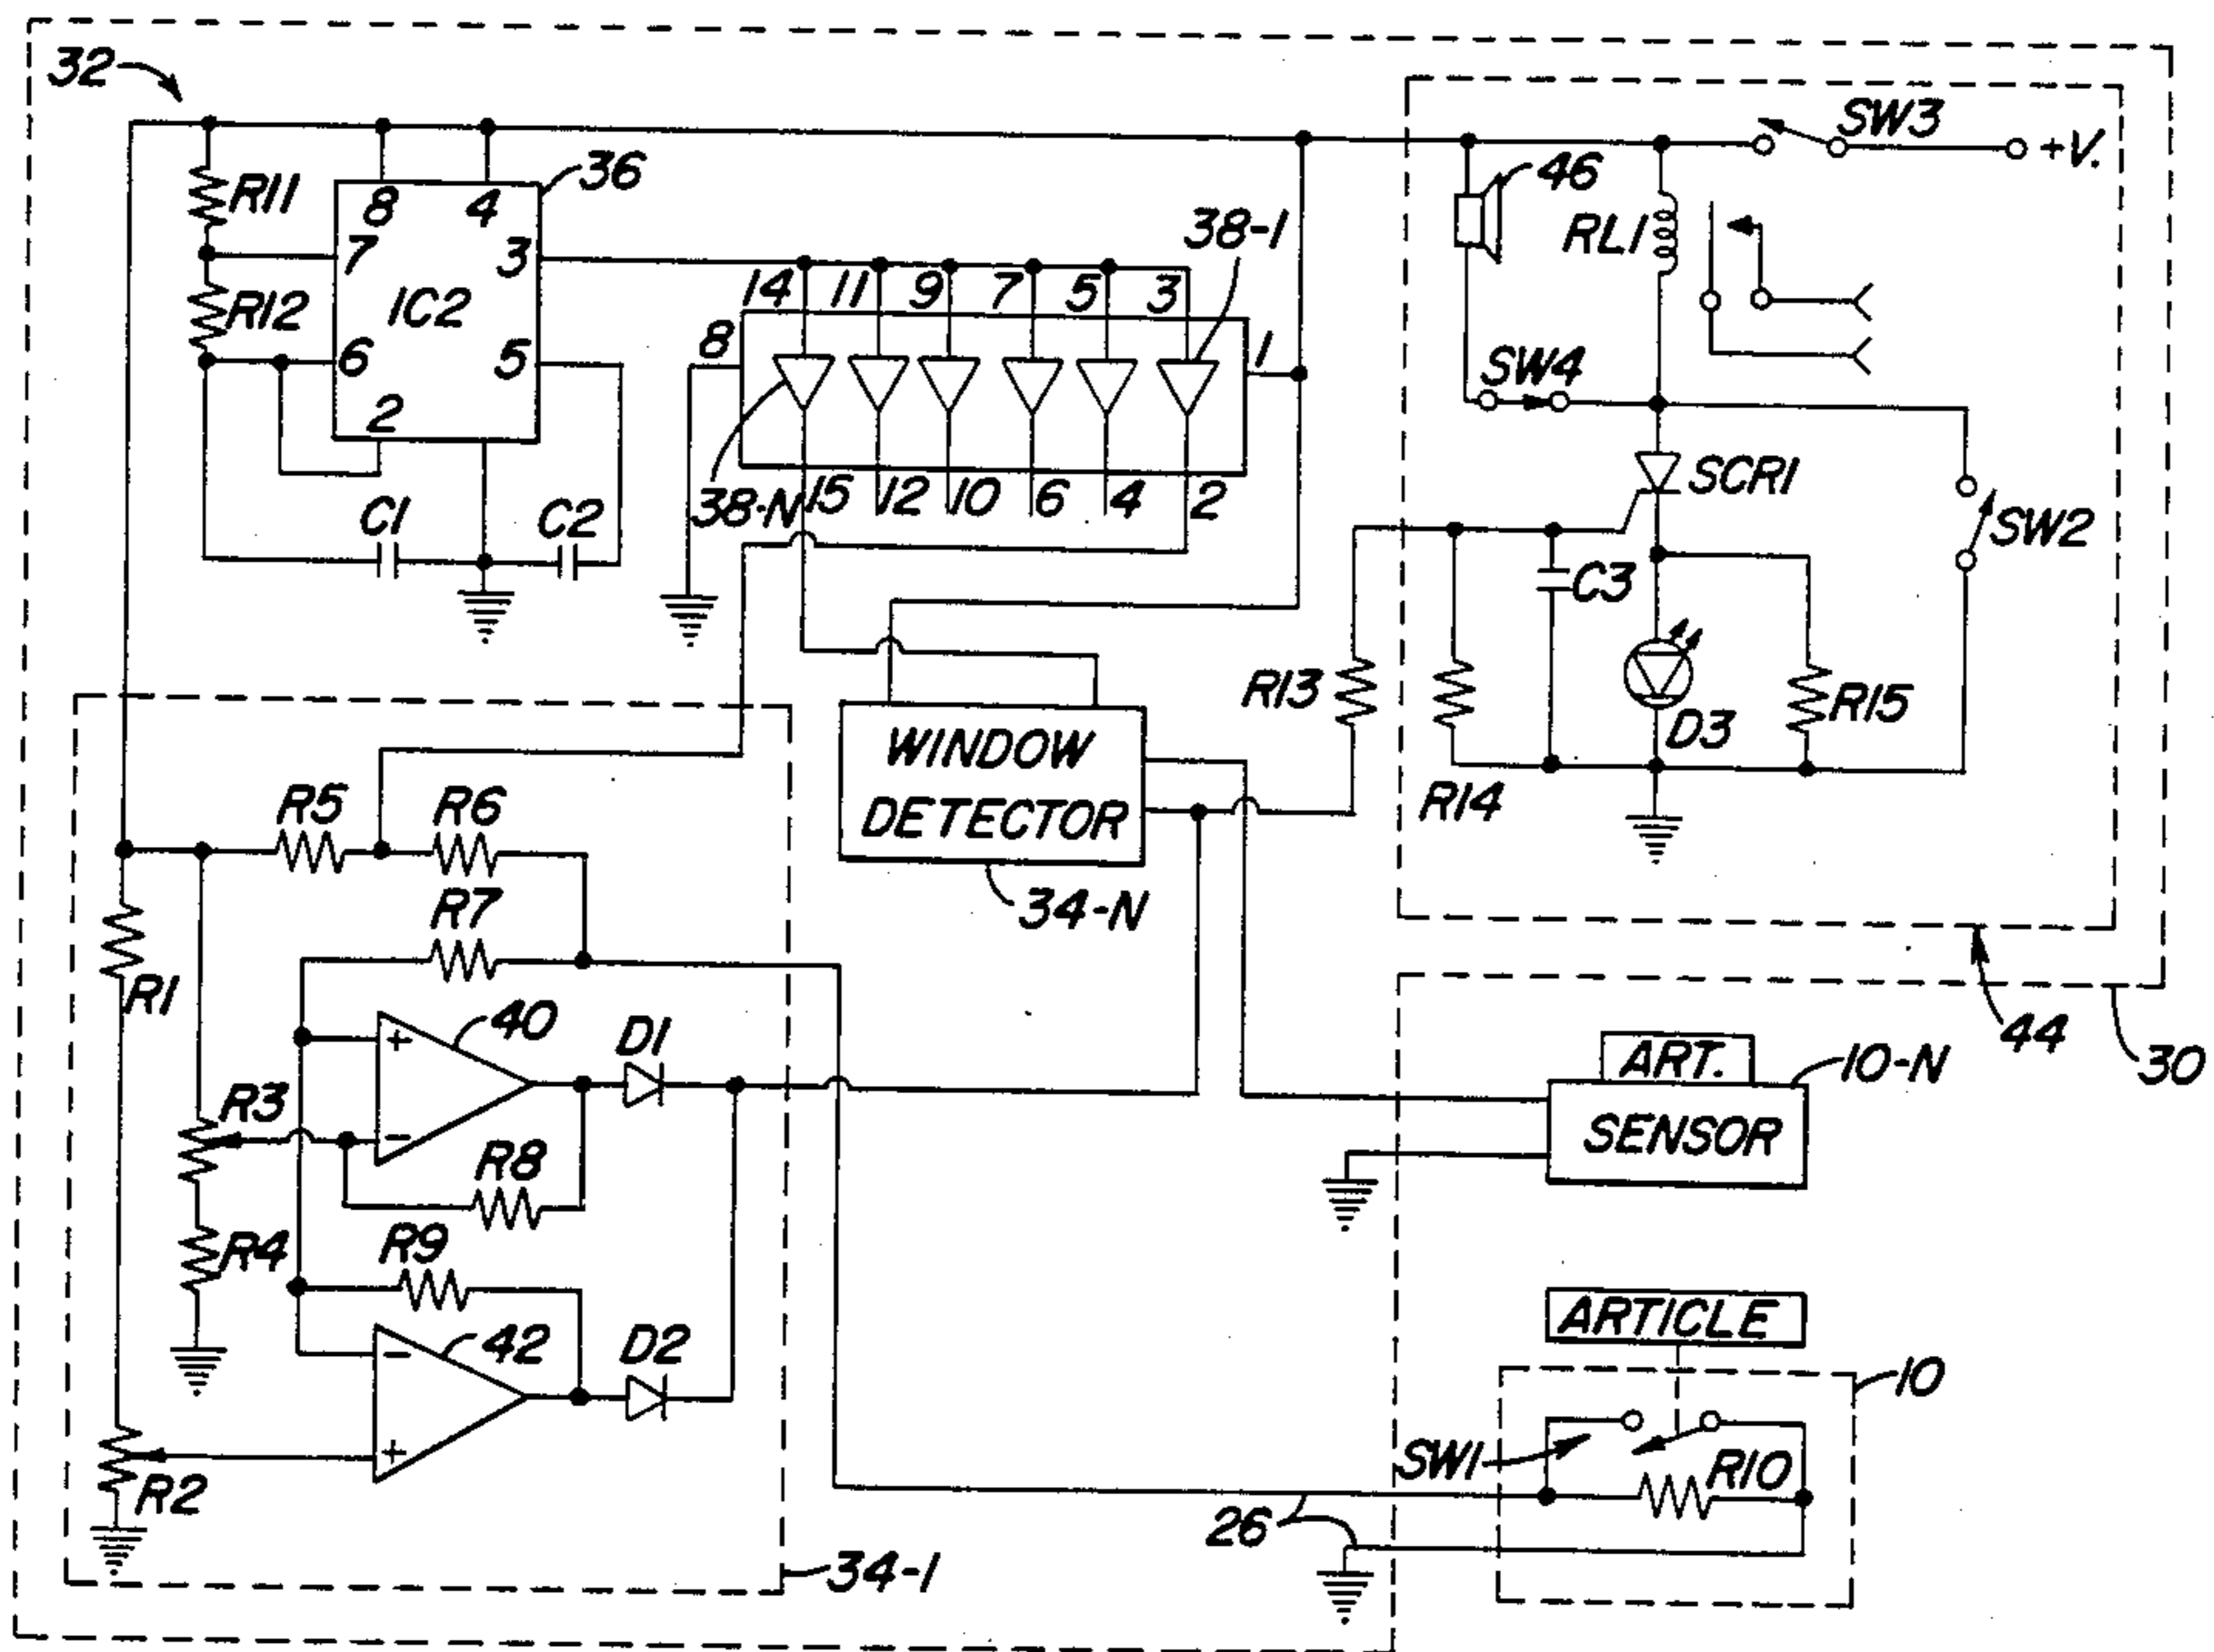 32
SW3
+V.
46
36
R11
8 4
7
3
38-1
RL1
14 11 9 7 5 3
R12
IC2
6
5
8
1
SW4
2
SCR1
38-N 15 12 10 6 4 2
C1
C2
SW2
C3
R13
R15
D3
WINDOW
DETECTOR
R14
R5
R6
34-N
R7
R1
40
D1
44
30
+
ART.
10-N
R3
SENSOR
-
R8
R4
R9
ARTICLE
42
D2
-
10
+
SW1
R10
R2
26
34-1